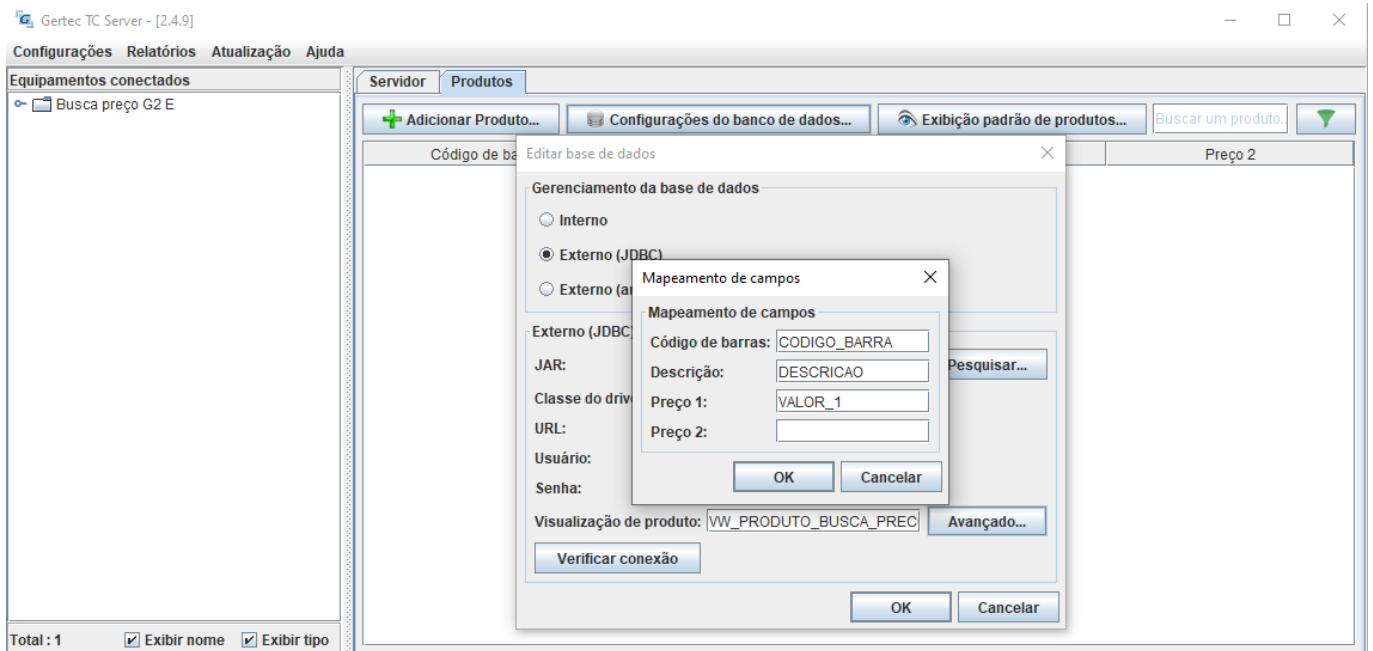 Gertec TC Server - [2.4.9]
Configurações Relatórios Atualização Ajuda
Equipamentos conectados
Busca preço G2 E
Total : 1 Exibir nome Exibir tipo
Servidor Produtos
Adicionar Produto... Configurações do banco de dados... Exibição padrão de produtos... Buscar um produto..
Código de ba Preço 2
Editar base de dados
Gerenciamento da base de dados
Interno
Externo (JDBC)
Externo (ar
Externo (JDBC)
JAR: Pesquisar...
Classe do drive
URL:
Usuário:
Senha:
Visualização de produto: VW_PRODUTO_BUSCA_PREC Avançado...
Verificar conexão
OK Cancelar
Mapeamento de campos
Mapeamento de campos
Código de barras: CODIGO_BARRA
Descrição: DESCRICAO
Preço 1: VALOR_1
Preço 2:
OK Cancelar